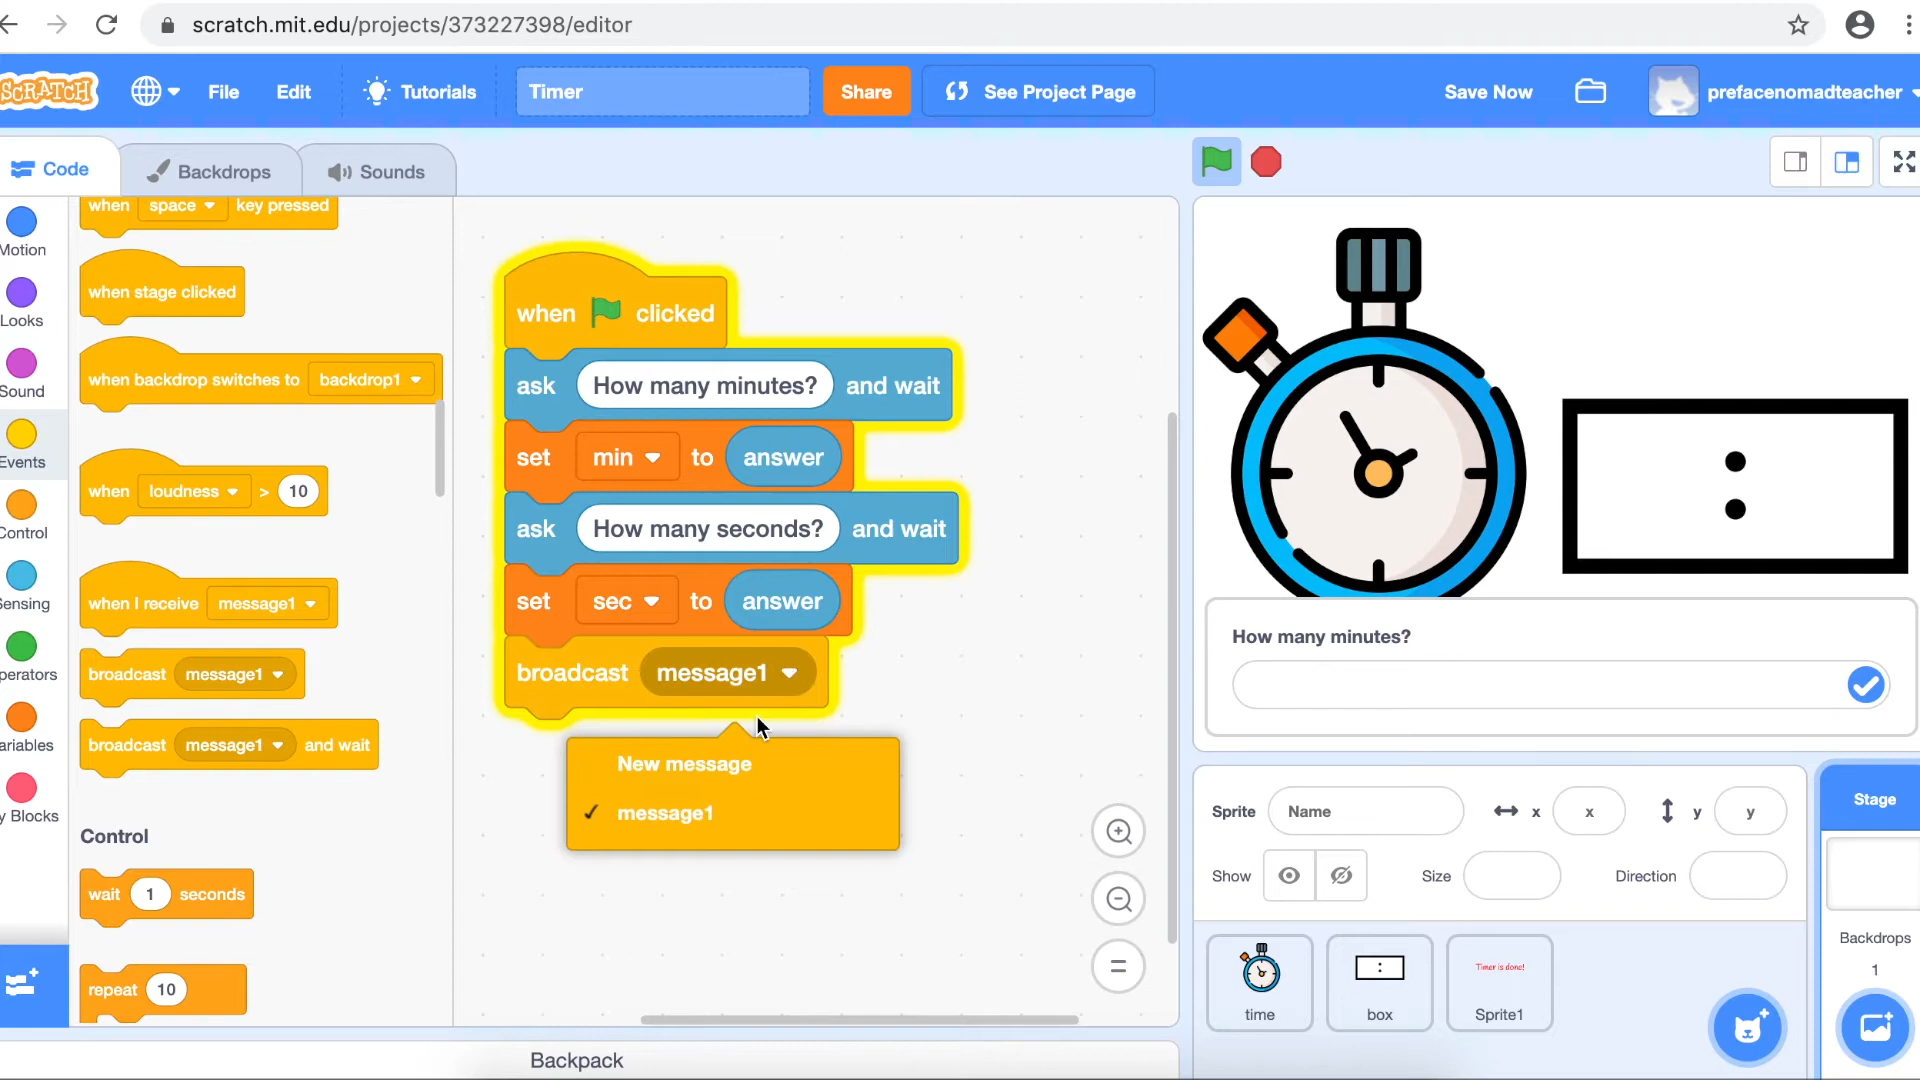 scratch.mit.edu/projects/373227398/editor
SCRATCH
File
Edit
Tutorials
Timer
Share
See Project Page
Save Now
prefacenomadteacher
Code
Backdrops
Sounds
Motion
Looks
Sound
Events
Control
ensing
perators
ariables
y Blocks
when space key pressed
when stage clicked
when backdrop switches to backdrop1
when loudness > 10
when I receive message1
broadcast message1
broadcast message1 and wait
Control
wait 1 seconds
repeat 10
when clicked
ask How many minutes? and wait
set min to answer
ask How many seconds? and wait
set sec to answer
broadcast message1
New message
✓ message1
Backpack
:
How many minutes?
Sprite Name x x y y
Show Size Direction
time
box
Timer is done!
Sprite1
Stage
Backdrops
1